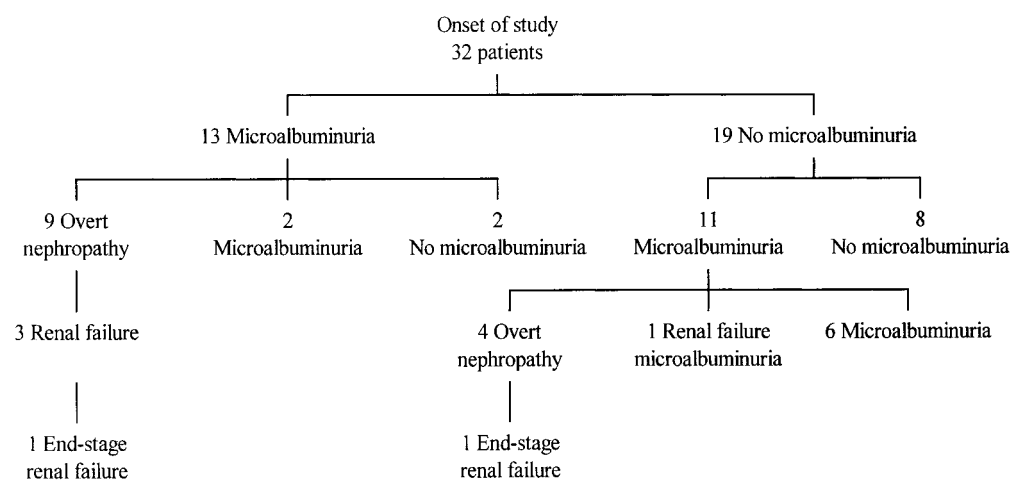 Onset of study
32 patients
13 Microalbuminuria
19 No microalbuminuria
9 Overt
nephropathy
2
Microalbuminuria
2
No microalbuminuria
11
Microalbuminuria
8
No microalbuminuria
3 Renal failure
4 Overt
nephropathy
1 Renal failure
microalbuminuria
6 Microalbuminuria
1 End-stage
renal failure
1 End-stage
renal failure